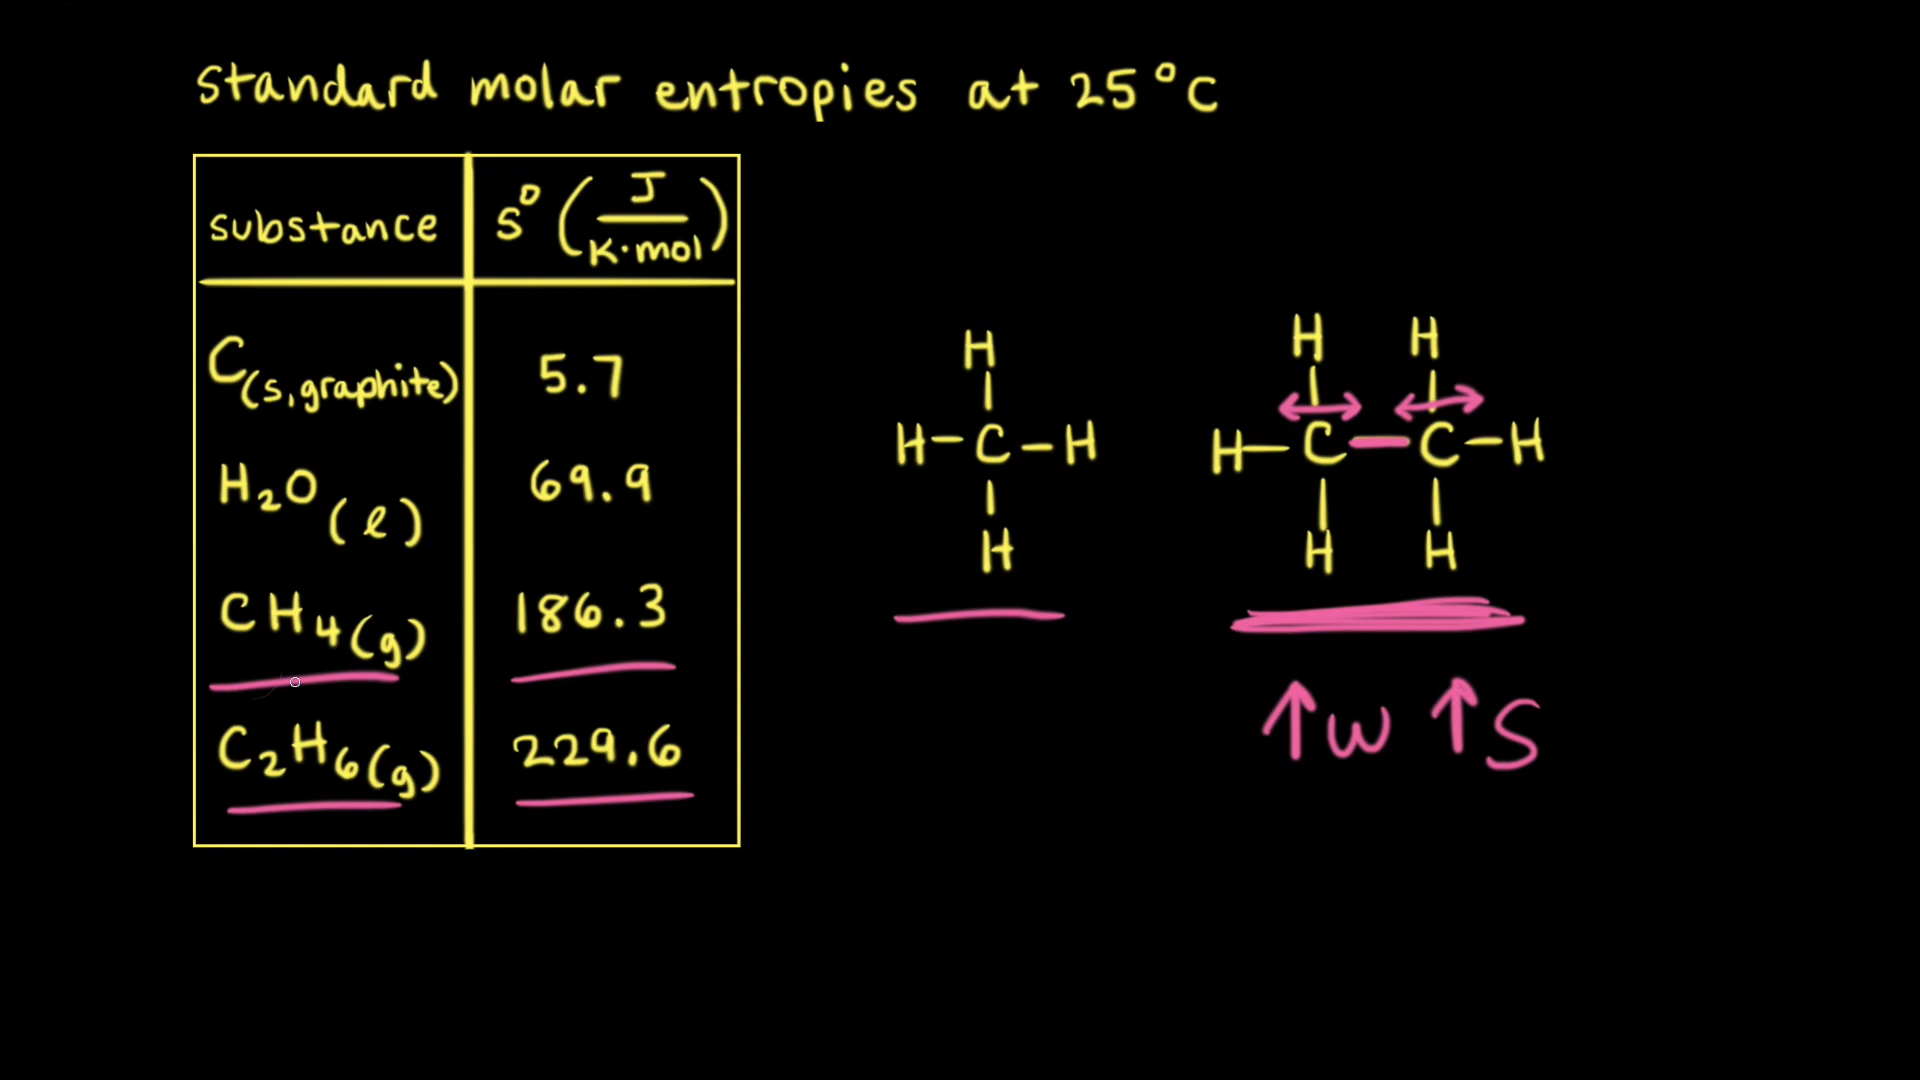 standard molar entropies at 25°C
substance S° (J/K·mol)
C(s, graphite) 5.7
H₂O(l) 69.9
CH₄(g) 186.3
C₂H₆(g) 229.6
H
H-C-H
H
H H
H-C-C-H
H H
↑W ↑S